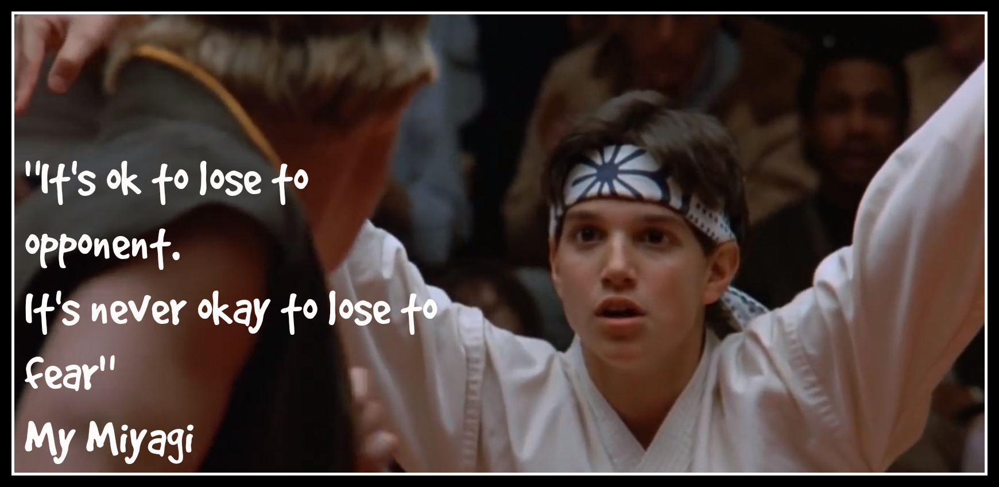 "It's ok to lose to
opponent.
It's never okay to lose to
fear"
My Miyagi